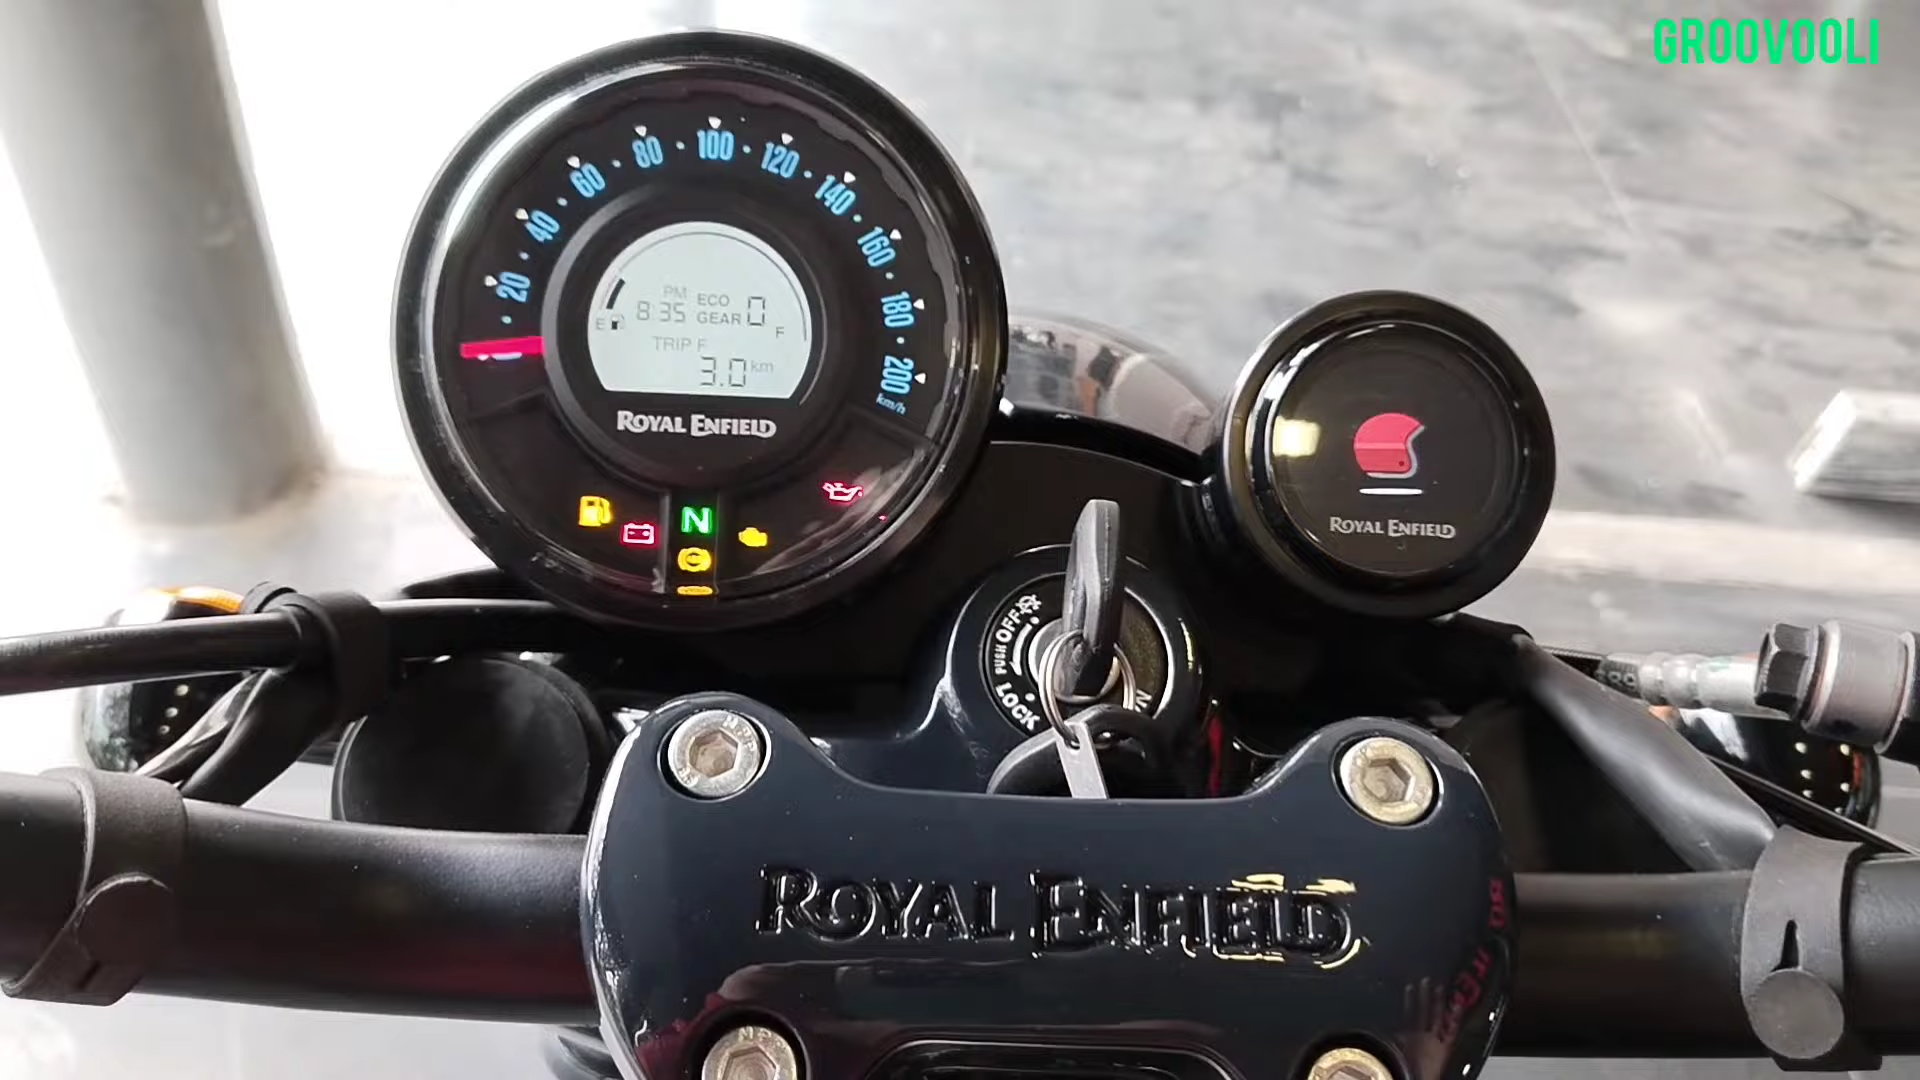 GROOVOOLI
20
40
60
80
100
120
140
160
180
200
km/h
PM
8:35
ECO
GEAR 0
E
F
TRIP F
3.0 km
ROYAL ENFIELD
N
ROYAL ENFIELD
OFF
PUSH
LOCK
ROYAL ENFIELD